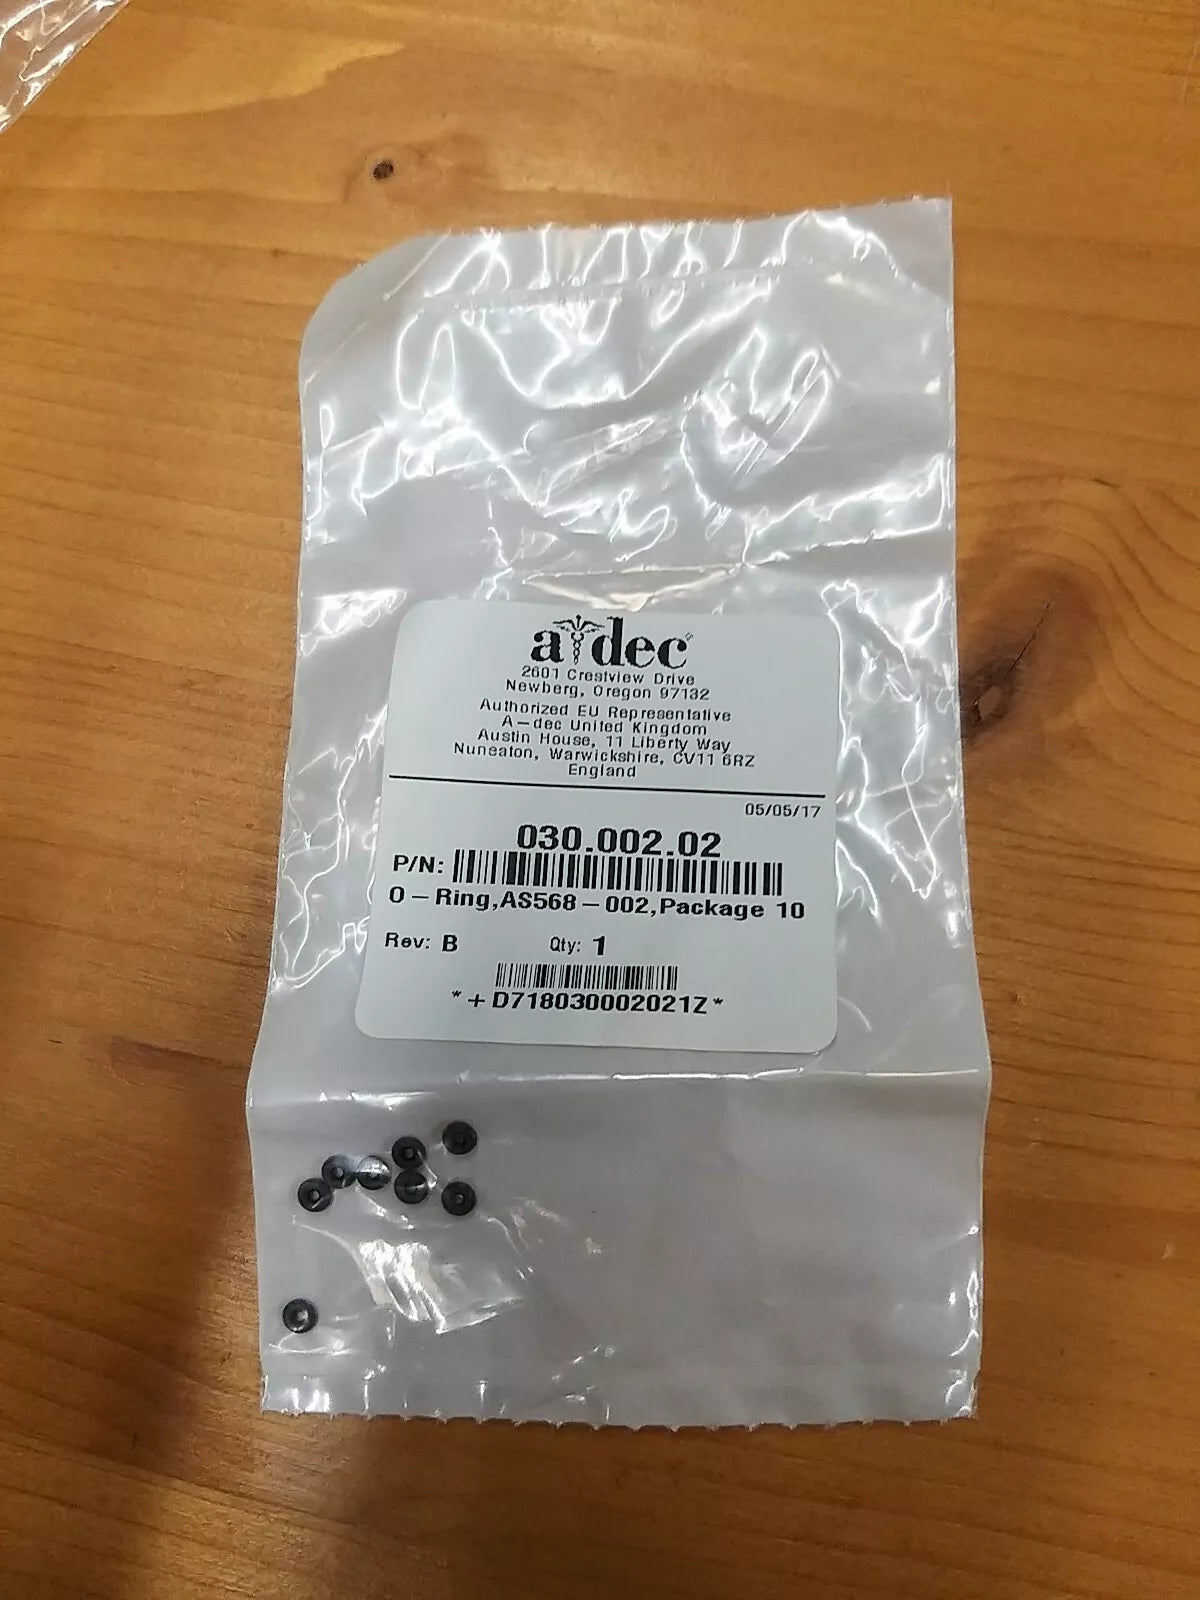 a dec
2601 Crestview Drive
Newberg, Oregon 97132
Authorized EU Representative
A-dec United Kingdom
Austin House, 11 Liberty Way
Nuneaton, Warwickshire, CV11 6RZ
England
05/05/17
030.002.02
P/N:
O-Ring,AS568-002,Package 10
Rev: B Qty: 1
*+D7180300002021Z*